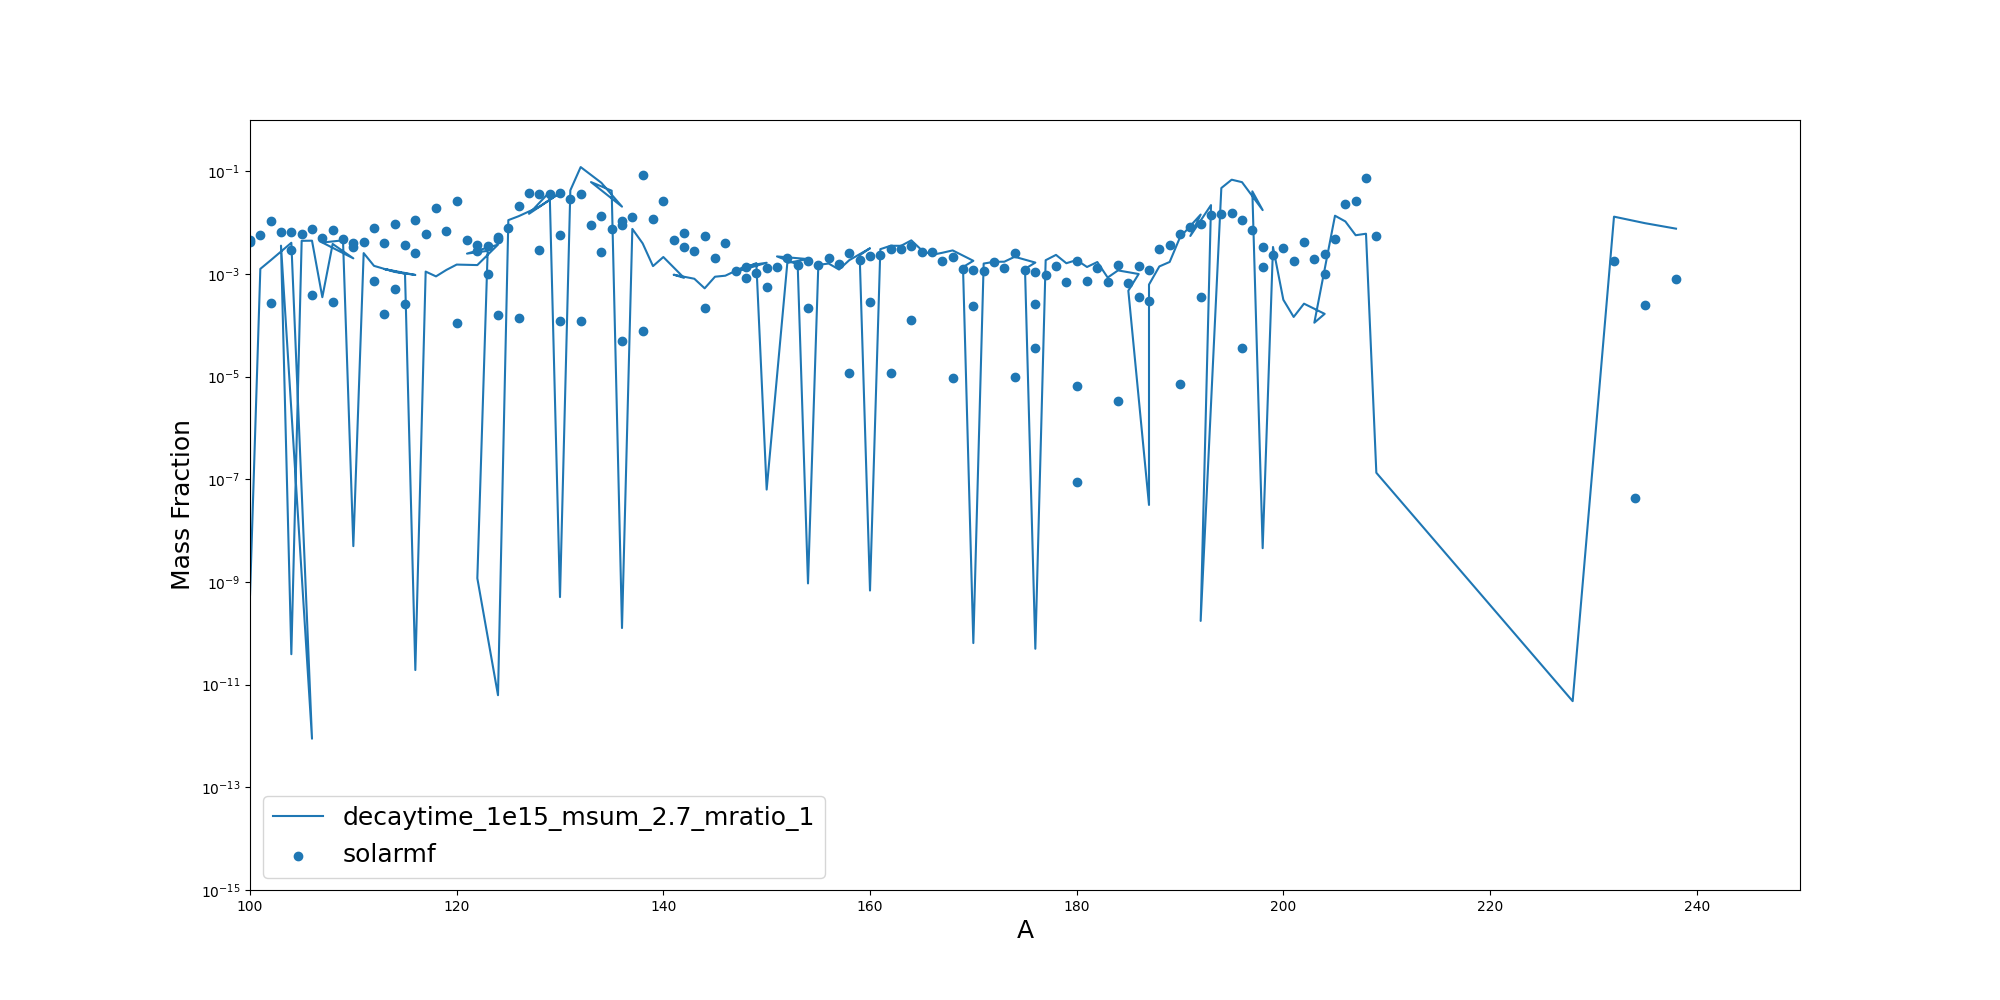 10⁻¹
10⁻³
10⁻⁵
10⁻⁷
10⁻⁹
10⁻¹¹
10⁻¹³
10⁻¹⁵
Mass Fraction
decaytime_1e15_msum_2.7_mratio_1
solarmf
100 120 140 160 180 200 220 240
A